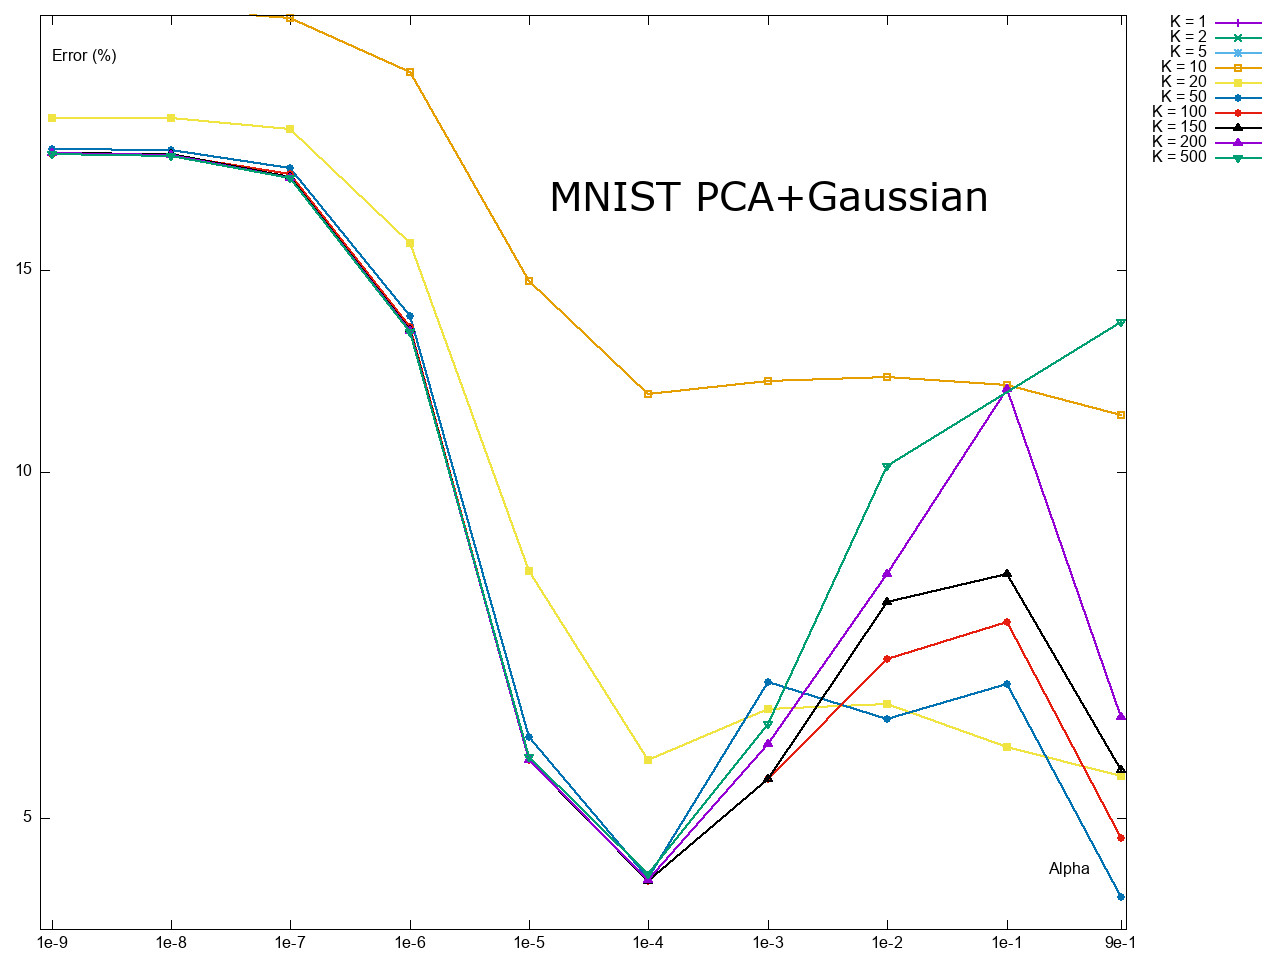 Error (%)
K = 1
K = 2
K = 5
K = 10
K = 20
K = 50
K = 100
K = 150
K = 200
K = 500
MNIST PCA+Gaussian
15
10
5
Alpha
1e-9 1e-8 1e-7 1e-6 1e-5 1e-4 1e-3 1e-2 1e-1 9e-1